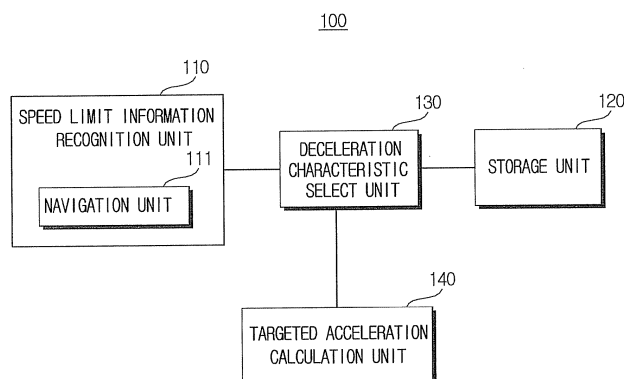 100
110
SPEED LIMIT INFORMATION
RECOGNITION UNIT
111
NAVIGATION UNIT
130
DECELERATION
CHARACTERISTIC
SELECT UNIT
120
STORAGE UNIT
140
TARGETED ACCELERATION
CALCULATION UNIT